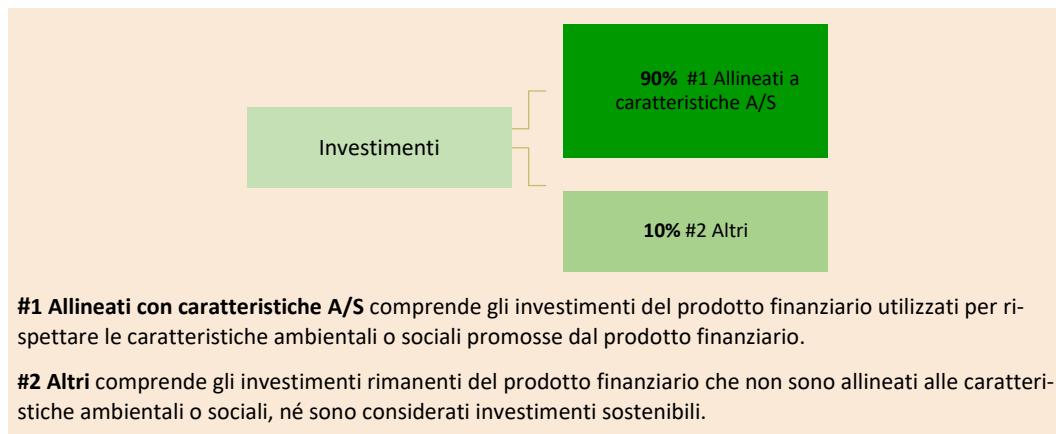 90% #1 Allineati a
caratteristiche A/S
Investimenti
10% #2 Altri
#1 Allineati con caratteristiche A/S comprende gli investimenti del prodotto finanziario utilizzati per ri-
spettare le caratteristiche ambientali o sociali promosse dal prodotto finanziario.
#2 Altri comprende gli investimenti rimanenti del prodotto finanziario che non sono allineati alle caratteri-
stiche ambientali o sociali, né sono considerati investimenti sostenibili.